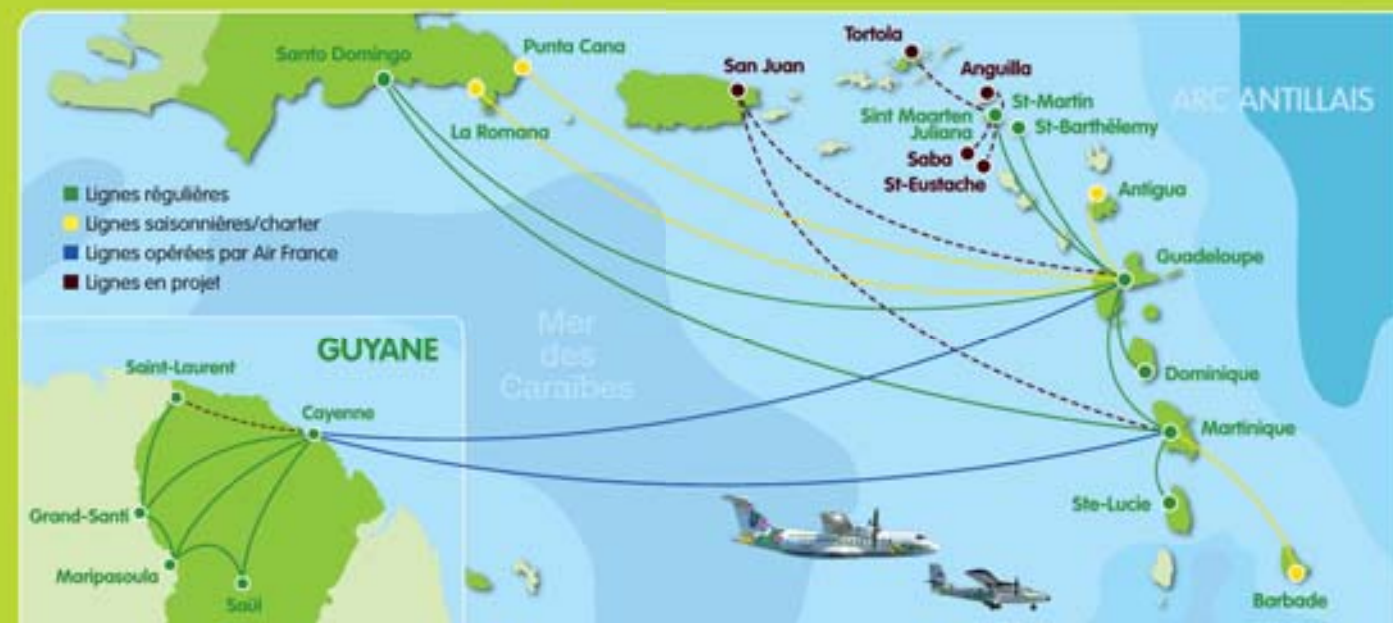 Santo Domingo
Punta Cana
La Romana
San Juan
Tortola
Anguilla
St-Martin
Sint Maarten
Juliana
St-Barthélemy
Saba
St-Eustache
ARC ANTILLAIS
Antigua
Guadeloupe
Lignes régulières
Lignes saisonnières/charter
Lignes opérées par Air France
Lignes en projet
Mer
des
Caraïbes
Dominique
Martinique
Ste-Lucie
Barbade
GUYANE
Saint-Laurent
Cayenne
Grand-Santi
Maripasoula
Saül